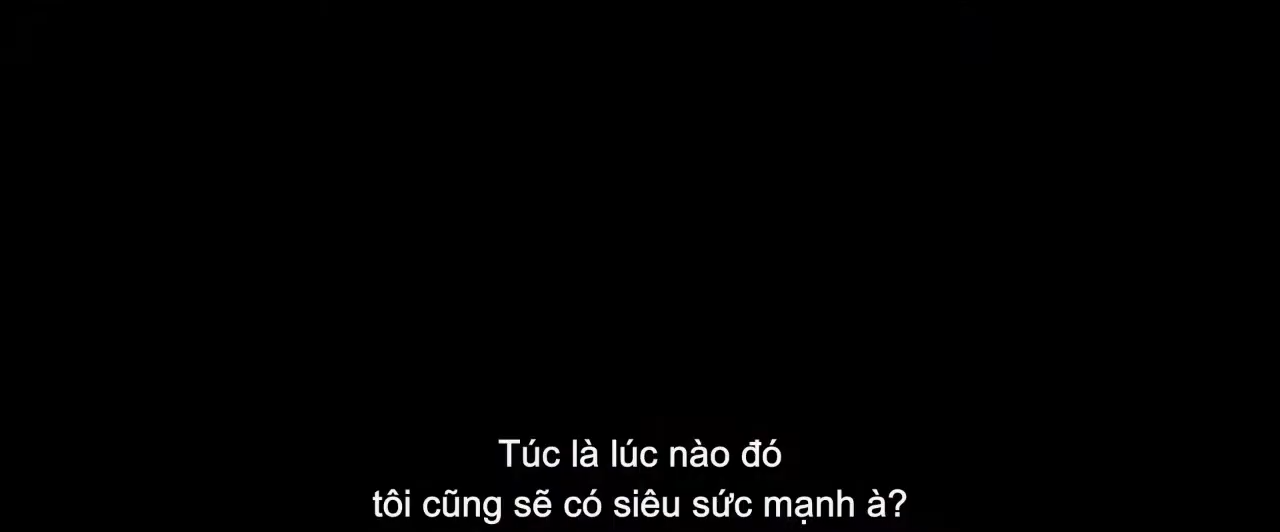 Túc là lúc nào đó
tôi cũng sẽ có siêu sức mạnh à?